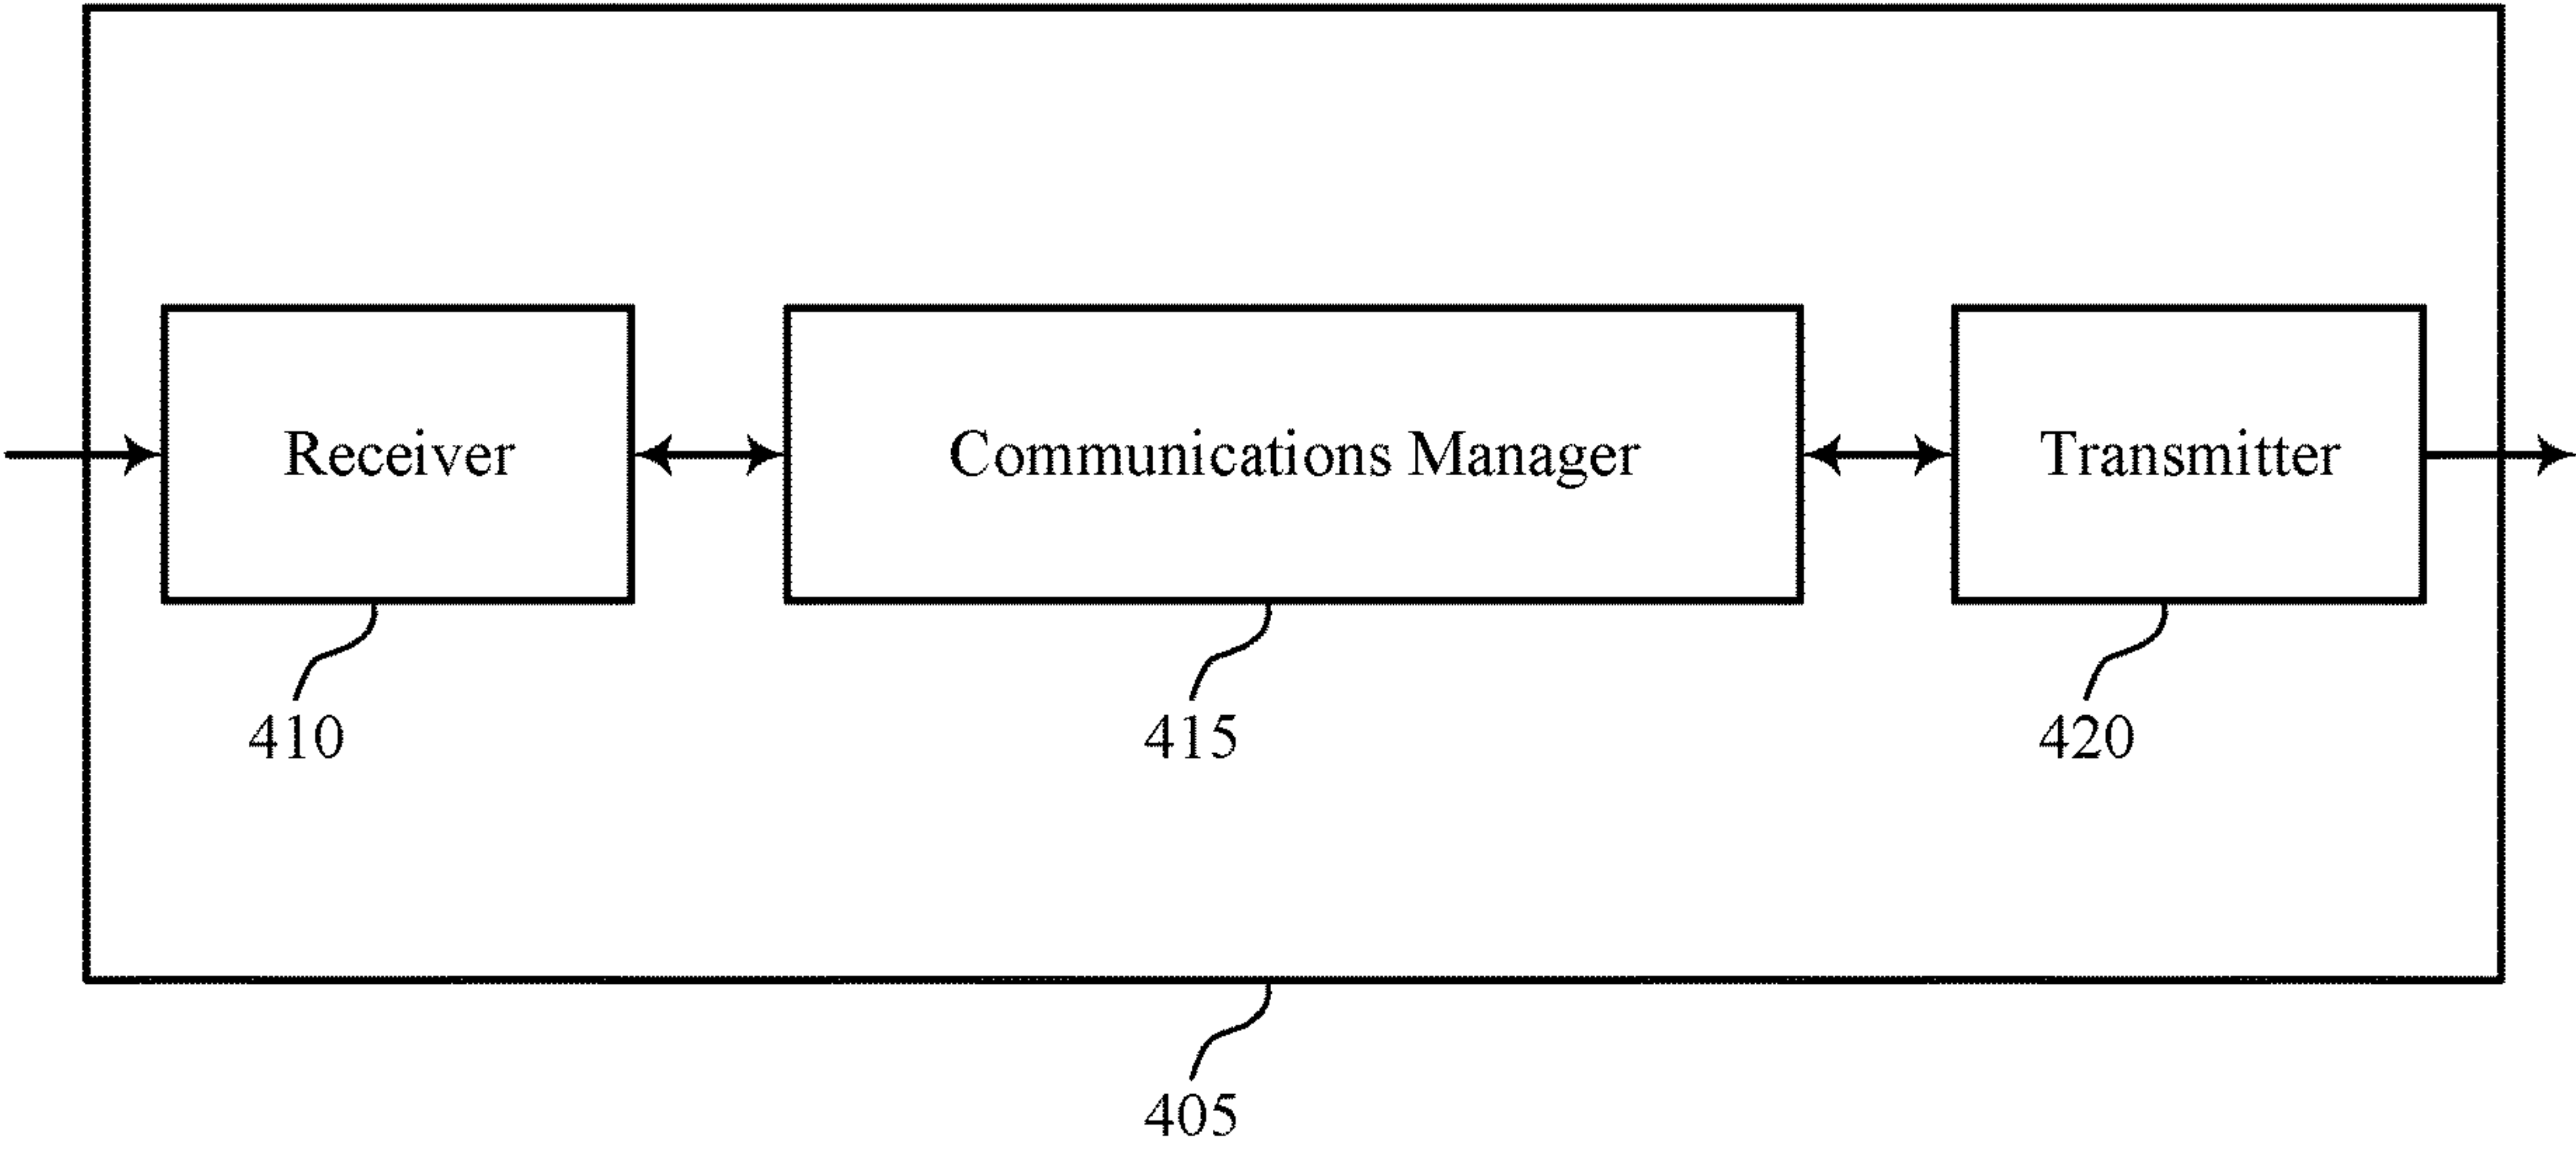 Receiver
Communications Manager
Transmitter
410
415
420
405